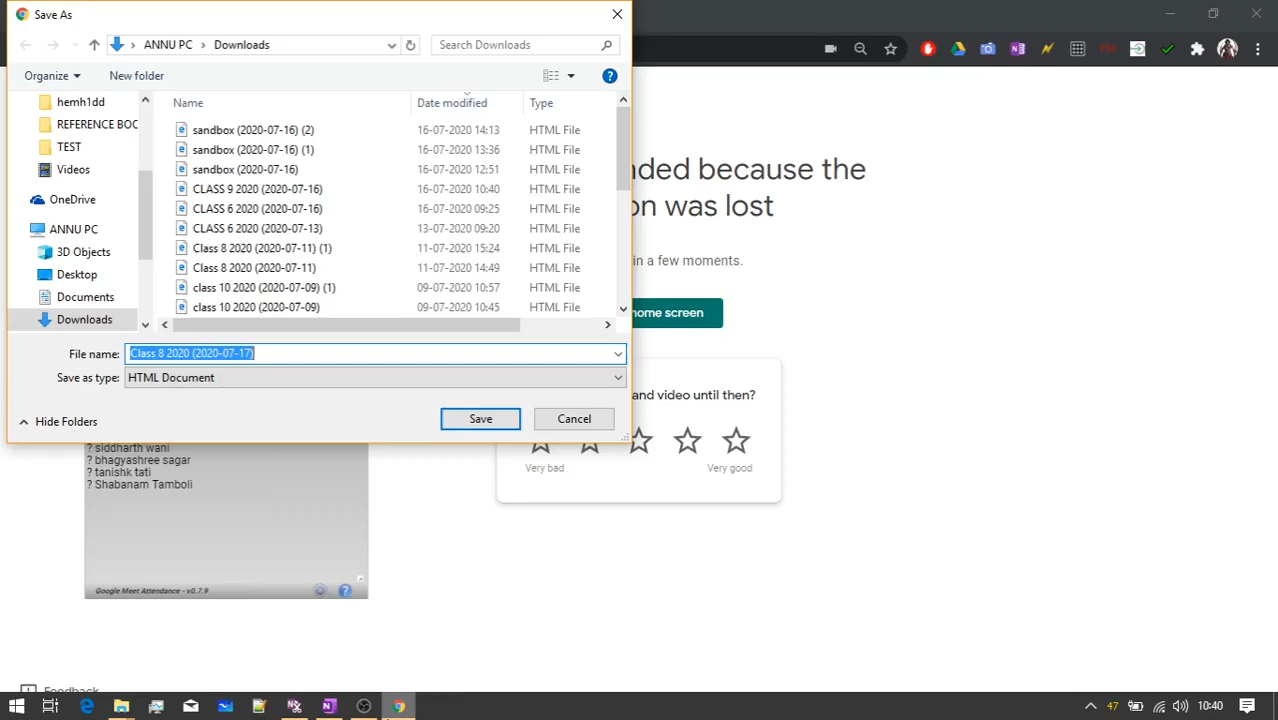 Save As
ANNU PC > Downloads
Search Downloads
Organize
New folder
hemh1dd
REFERENCE BOC
TEST
Videos
OneDrive
ANNU PC
3D Objects
Desktop
Documents
Downloads
Name Date modified Type
sandbox (2020-07-16) (2) 16-07-2020 14:13 HTML File
sandbox (2020-07-16) (1) 16-07-2020 13:36 HTML File
sandbox (2020-07-16) 16-07-2020 12:51 HTML File
CLASS 9 2020 (2020-07-16) 16-07-2020 10:40 HTML File
CLASS 6 2020 (2020-07-16) 16-07-2020 09:25 HTML File
CLASS 6 2020 (2020-07-13) 13-07-2020 09:20 HTML File
Class 8 2020 (2020-07-11) (1) 11-07-2020 15:24 HTML File
Class 8 2020 (2020-07-11) 11-07-2020 14:49 HTML File
class 10 2020 (2020-07-09) (1) 09-07-2020 10:57 HTML File
class 10 2020 (2020-07-09) 09-07-2020 10:45 HTML File
File name: Class 8 2020 (2020-07-17)
Save as type: HTML Document
Hide Folders
Save
Cancel
nded because the
on was lost
in a few moments.
home screen
and video until then?
Very bad
Very good
? siddharth wani
? bhagyashree sagar
? tanishk tati
? Shabanam Tamboli
Google Meet Attendance - v0.7.9
?
Feedback
47
10:40